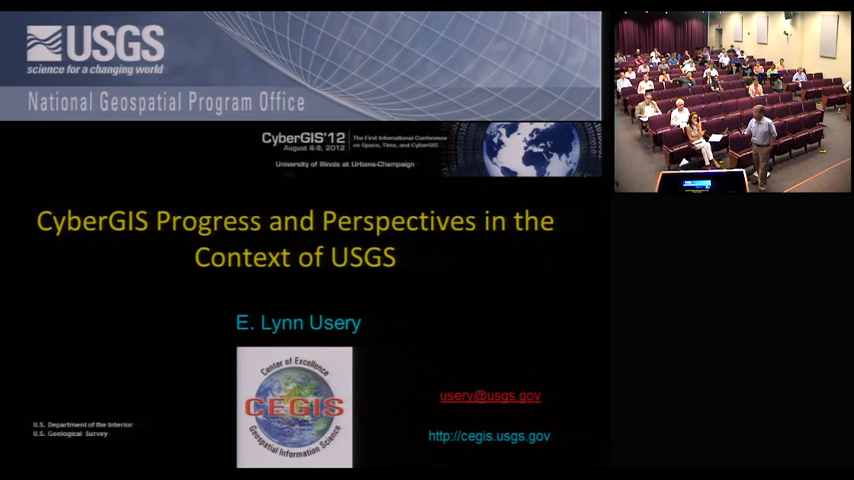 USGS
science for a changing world
National Geospatial Program Office
CyberGIS'12
August 6-8, 2012
The First International Conference
on Space, Time, and CyberGIS
University of Illinois at Urbana-Champaign
CyberGIS Progress and Perspectives in the
Context of USGS
E. Lynn Usery
Center of Excellence
CEGIS
Geospatial Information Science
usery@usgs.gov
U.S. Department of the Interior
U.S. Geological Survey
http://cegis.usgs.gov